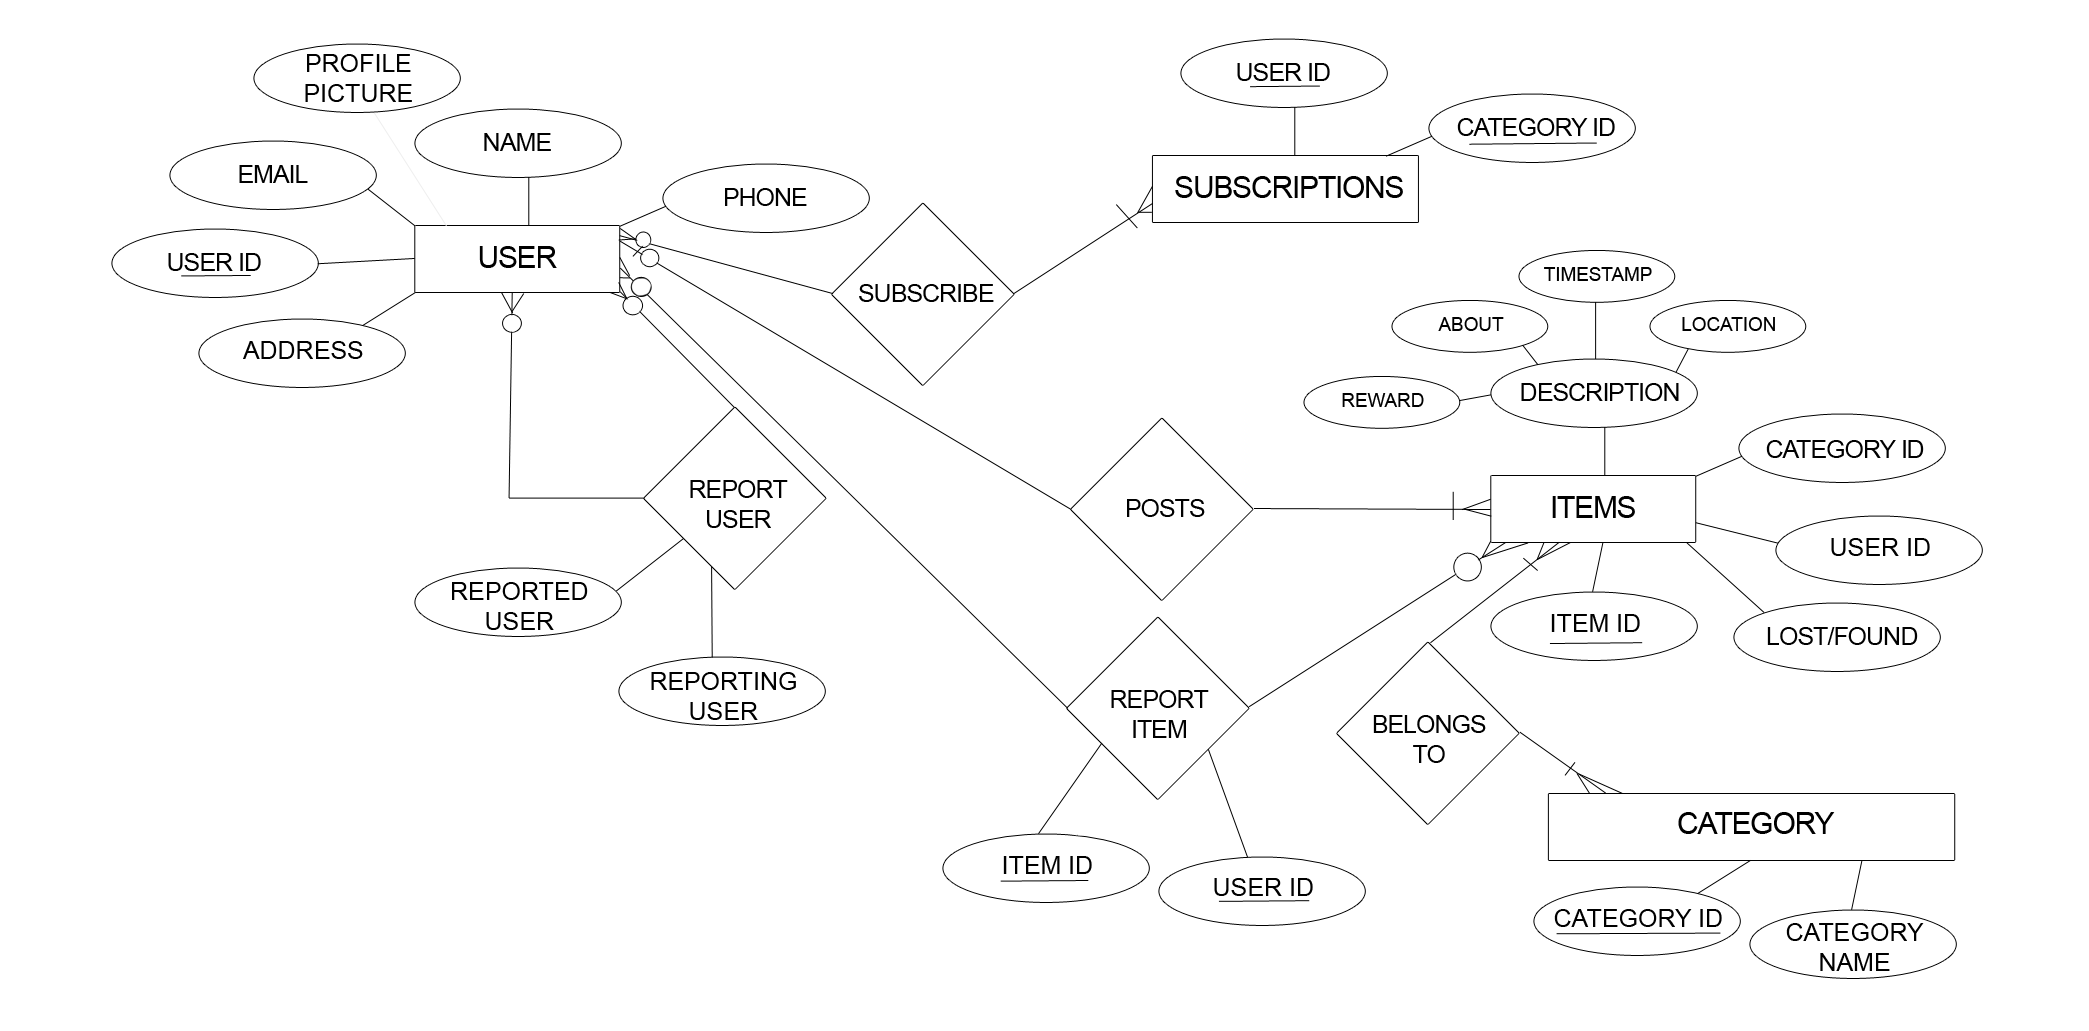 PROFILE
PICTURE
USER ID
CATEGORY ID
NAME
EMAIL
PHONE
SUBSCRIPTIONS
USER
USER ID
SUBSCRIBE
ADDRESS
TIMESTAMP
ABOUT
LOCATION
REWARD
DESCRIPTION
CATEGORY ID
REPORT
USER
POSTS
ITEMS
USER ID
REPORTED
USER
ITEM ID
LOST/FOUND
REPORTING
USER
REPORT
ITEM
BELONGS
TO
CATEGORY
ITEM ID
USER ID
CATEGORY ID
CATEGORY
NAME